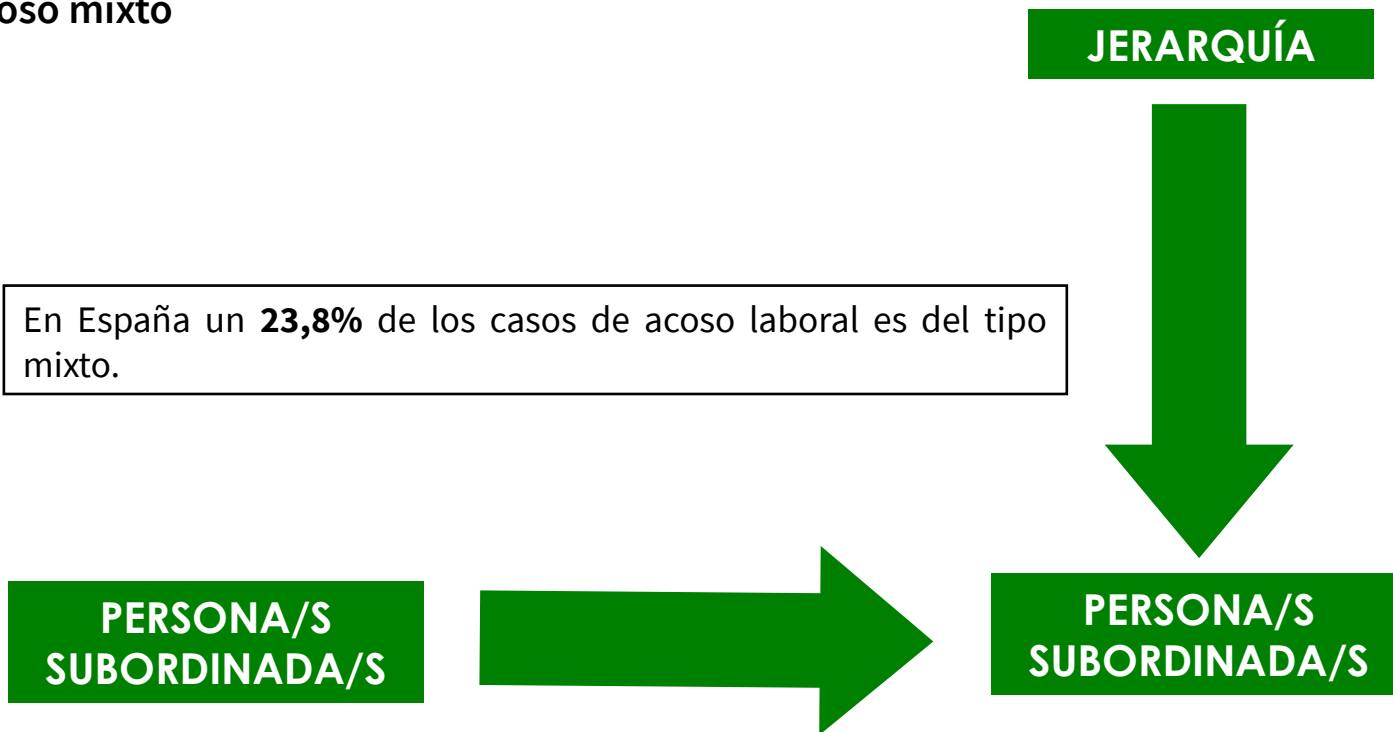 oso mixto
JERARQUÍA
En España un 23,8% de los casos de acoso laboral es del tipo
mixto.
PERSONA/S
SUBORDINADA/S
PERSONA/S
SUBORDINADA/S